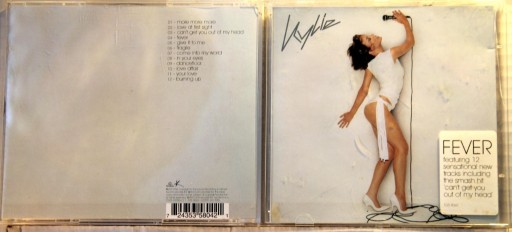 01 - more more more
02 - love at first sight
03 - can't get you out of my head
04 - fever
05 - give it to me
06 - fragile
07 - come into my world
08 - in your eyes
09 - dancefloor
10 - love affair
11 - your love
12 - burning up
7 24353 58042
Kylie
FEVER
featuring 12
sensational new
tracks including
the smash hit
'can't get you
out of my head'